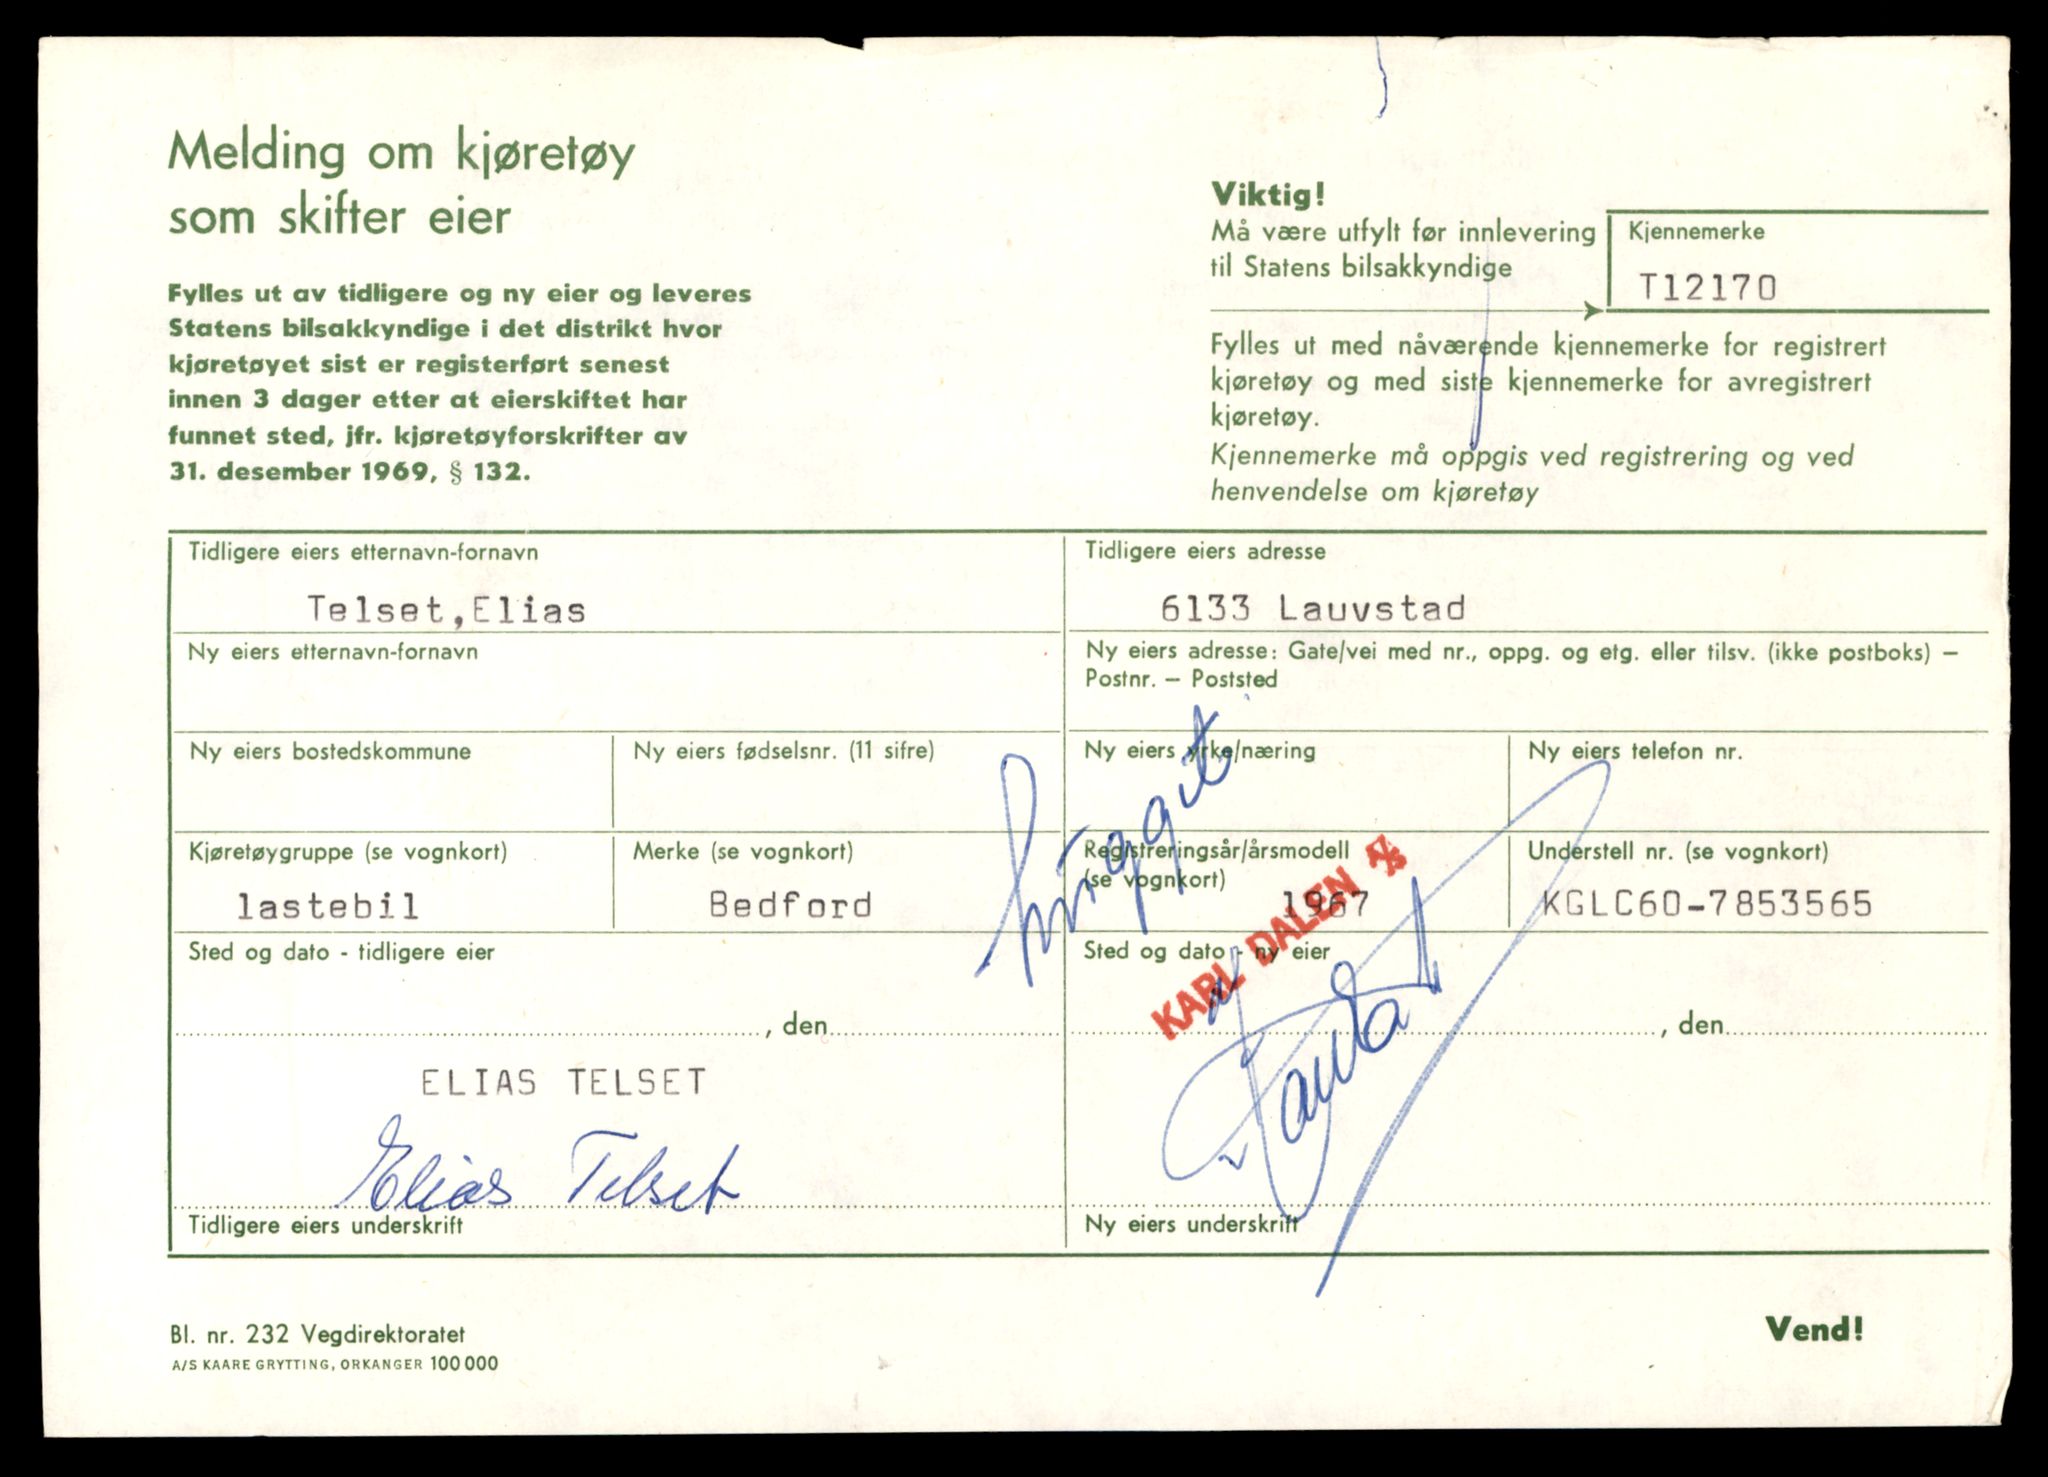 Melding om kjøretøy
som skifter eier
Fylles ut av tidligere og ny eier og leveres
Statens bilsakkyndige i det distrikt hvor
kjøretøyet sist er registerført senest
innen 3 dager etter at eierskiftet har
funnet sted, jfr. kjøretøyforskrifter av
31. desember 1969, § 132.
Viktig!
Må være utfylt før innlevering
til Statens bilsakkyndige
Kjennemerke
T12170
Fylles ut med nåværende kjennemerke for registrert
kjøretøy og med siste kjennemerke for avregistrert
kjøretøy.
Kjennemerke må oppgis ved registrering og ved
henvendelse om kjøretøy
Tidligere eiers etternavn-fornavn
Telset,Elias
Tidligere eiers adresse
6133 Lauvstad
Ny eiers etternavn-fornavn
Ny eiers adresse: Gate/vei med nr., oppg. og etg. eller tilsv. (ikke postboks) –
Postnr. – Poststed
Ny eiers bostedskommune
Ny eiers fødselsnr. (11 sifre)
Ny eiers yrke/næring
Ny eiers telefon nr.
Kjøretøygruppe (se vognkort)
lastebil
Merke (se vognkort)
Bedford
Registreringsår/årsmodell
(se vognkort)
1967
Understell nr. (se vognkort)
KGLC60-7853565
hugget
KARL DALEN A/S
Sted og dato - tidligere eier
, den
Sted og dato - ny eier
, den
ELIAS TELSET
Elias Telset
Tidligere eiers underskrift
Ny eiers underskrift
Bl. nr. 232 Vegdirektoratet
A/S KAARE GRYTTING, ORKANGER 100 000
Vend!